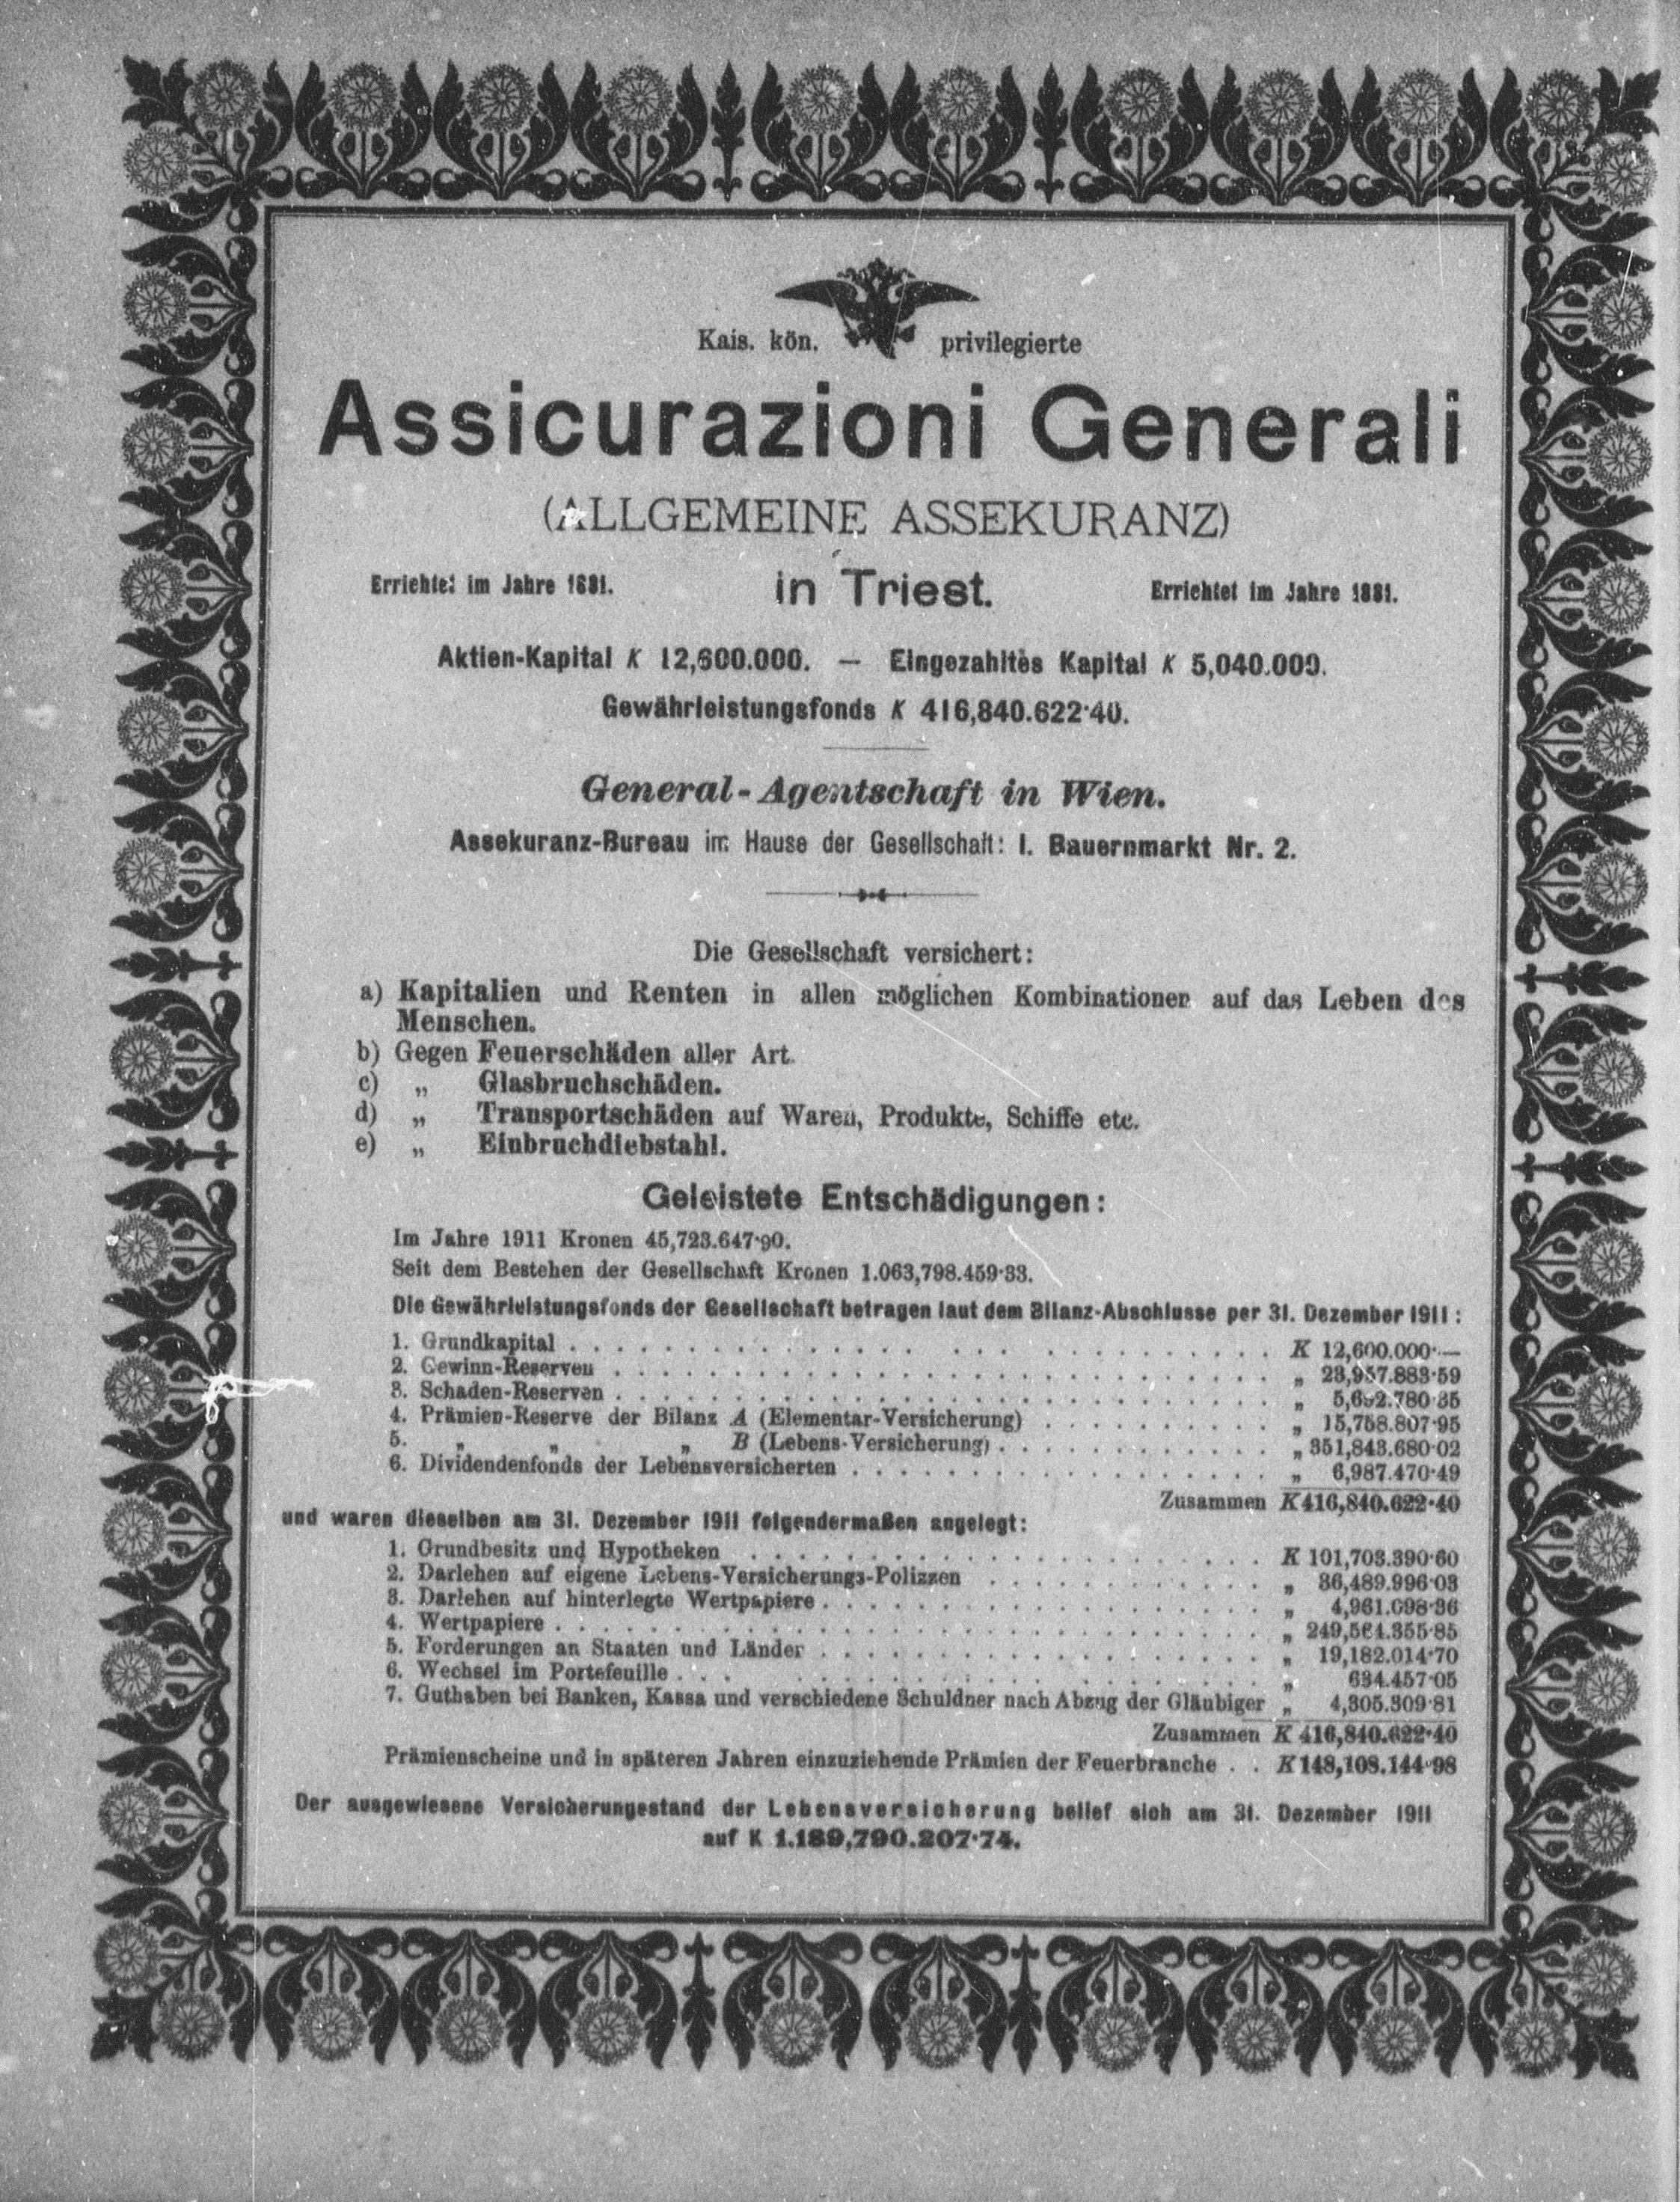 Kais. kön. privilegierte
Assicurazioni Generali
(ALLGEMEINE ASSEKURANZ)
Errichtet im Jahre 1831. in Triest. Errichtet im Jahre 1831.
Aktien-Kapital K 12,600.000. — Eingezahltes Kapital K 5,040.000.
Gewährleistungsfonds K 416,840.622·40.
General-Agentschaft in Wien.
Assekuranz-Bureau im Hause der Gesellschaft: I. Bauernmarkt Nr. 2.
Die Gesellschaft versichert:
a) Kapitalien und Renten in allen möglichen Kombinationen auf das Leben des
Menschen.
b) Gegen Feuerschäden aller Art.
c) „ Glasbruchschäden.
d) „ Transportschäden auf Waren, Produkte, Schiffe etc.
e) „ Einbruchdiebstahl.
Geleistete Entschädigungen:
Im Jahre 1911 Kronen 45,723.647·90.
Seit dem Bestehen der Gesellschaft Kronen 1.063,798.459·33.
Die Gewährleistungsfonds der Gesellschaft betragen laut dem Bilanz-Abschlusse per 31. Dezember 1911:
1. Grundkapital . . . . . K 12,600.000·—
2. Gewinn-Reserven . . . . . „ 23,957.883·59
3. Schaden-Reserven . . . . . „ 5,692.780·35
4. Prämien-Reserve der Bilanz A (Elementar-Versicherung) . . . . . „ 15,758.807·95
5. „ „ „ B (Lebens-Versicherung) . . . . . „ 351,843.680·02
6. Dividendenfonds der Lebensversicherten . . . . . „ 6,987.470·49
Zusammen K 416,840.622·40
und waren dieselben am 31. Dezember 1911 folgendermaßen angelegt:
1. Grundbesitz und Hypotheken . . . . . K 101,703.390·60
2. Darlehen auf eigene Lebens-Versicherungs-Polizzen . . . . . „ 36,489.996·03
3. Darlehen auf hinterlegte Wertpapiere . . . . . „ 4,961.098·36
4. Wertpapiere . . . . . „ 249,564.355·85
5. Forderungen an Staaten und Länder . . . . . „ 19,182.014·70
6. Wechsel im Portefeuille . . . . . „ 634.457·05
7. Guthaben bei Banken, Kassa und verschiedene Schuldner nach Abzug der Gläubiger „ 4,305.309·81
Zusammen K 416,840.622·40
Prämienscheine und in späteren Jahren einzuziehende Prämien der Feuerbranche . . K 148,108.144·98
Der ausgewiesene Versicherungsstand der Lebensversicherung belief sich am 31. Dezember 1911
auf K 1.189,790.207·74.